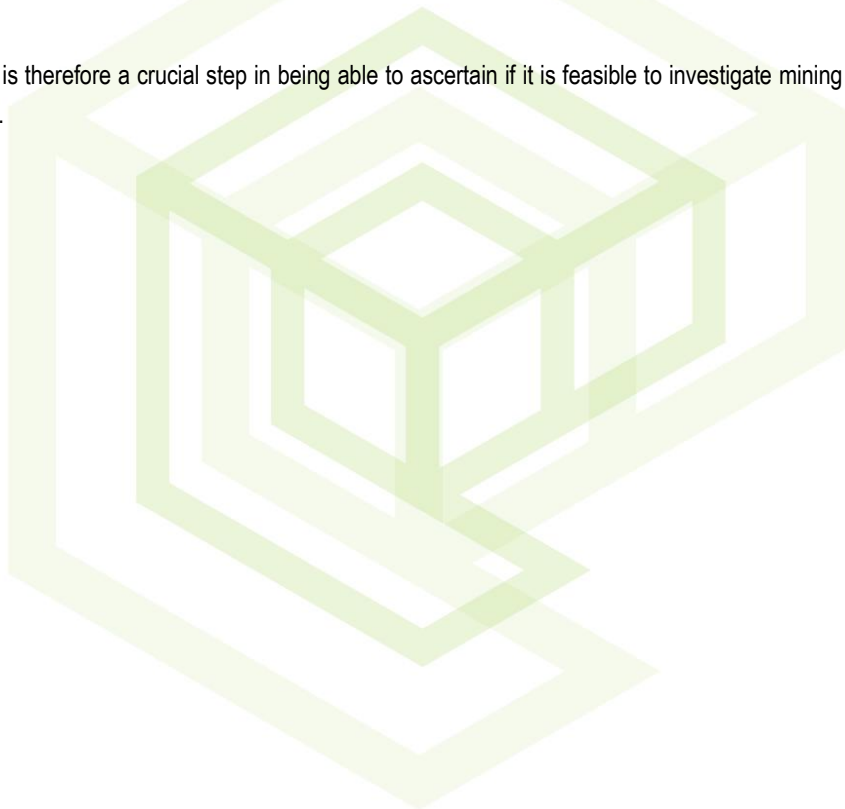 is therefore a crucial step in being able to ascertain if it is feasible to investigate mining
.